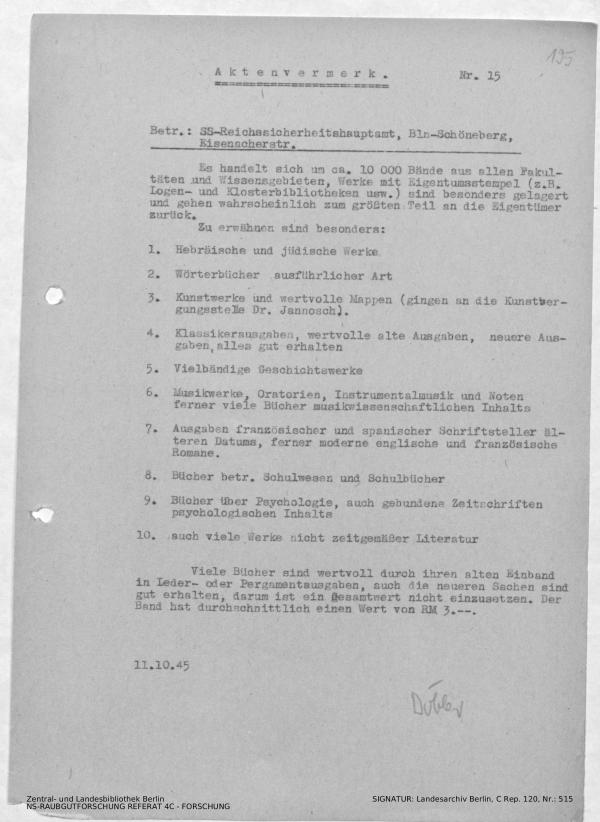 195
Aktenvermerk.
Nr. 15
Betr.: SS-Reichssicherheitshauptamt, Bln-Schöneberg,
Eisenacherstr.
Es handelt sich um ca. 10 000 Bände aus allen Fakul-
täten und Wissensgebieten, Werke mit Eigentumsstempel (z.B.
Logen- und Klosterbibliotheken usw.) sind besonders gelagert
und gehen wahrscheinlich zum größten Teil an die Eigentümer
zurück.
Zu erwähnen sind besonders:
1. Hebräische und jüdische Werke
2. Wörterbücher ausführlicher Art
3. Kunstwerke und wertvolle Mappen (gingen an die Kunstber-
gungsstelle Dr. Jannosch).
4. Klassikerausgaben, wertvolle alte Ausgaben, neuere Aus-
gaben, alles gut erhalten
5. Vielbändige Geschichtswerke
6. Musikwerke, Oratorien, Instrumentalmusik und Noten
ferner viele Bücher musikwissenschaftlichen Inhalts
7. Ausgaben französischer und spanischer Schriftsteller äl-
teren Datums, ferner moderne englische und französische
Romane.
8. Bücher betr. Schulwesen und Schulbücher
9. Bücher über Psychologie, auch gebundene Zeitschriften
psychologischen Inhalts
10. auch viele Werke nicht zeitgemäßer Literatur
Viele Bücher sind wertvoll durch ihren alten Einband
in Leder- oder Pergamentausgaben, auch die neueren Sachen sind
gut erhalten, darum ist ein Gesamtwert nicht einzusetzen. Der
Band hat durchschnittlich einen Wert von RM 3.--.
11.10.45
Zentral- und Landesbibliothek Berlin
NS-RAUBGUTFORSCHUNG REFERAT 4C - FORSCHUNG
SIGNATUR: Landesarchiv Berlin, C Rep. 120, Nr.: 515